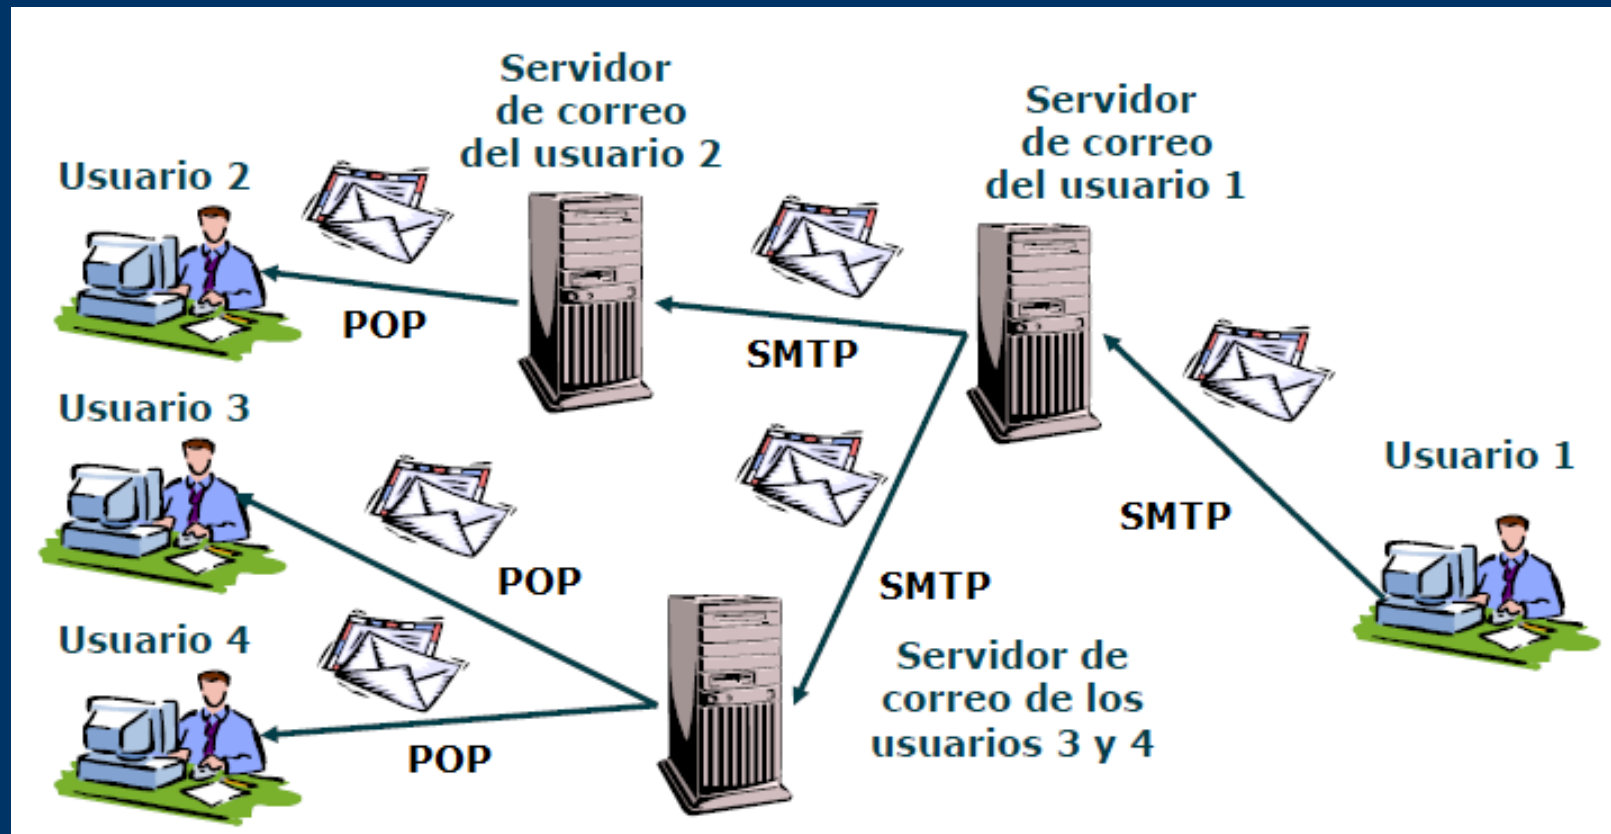 Servidor
de correo
del usuario 2
Servidor
de correo
del usuario 1
Usuario 2
POP
SMTP
Usuario 3
Usuario 1
SMTP
POP
SMTP
Usuario 4
Servidor de
correo de los
usuarios 3 y 4
POP